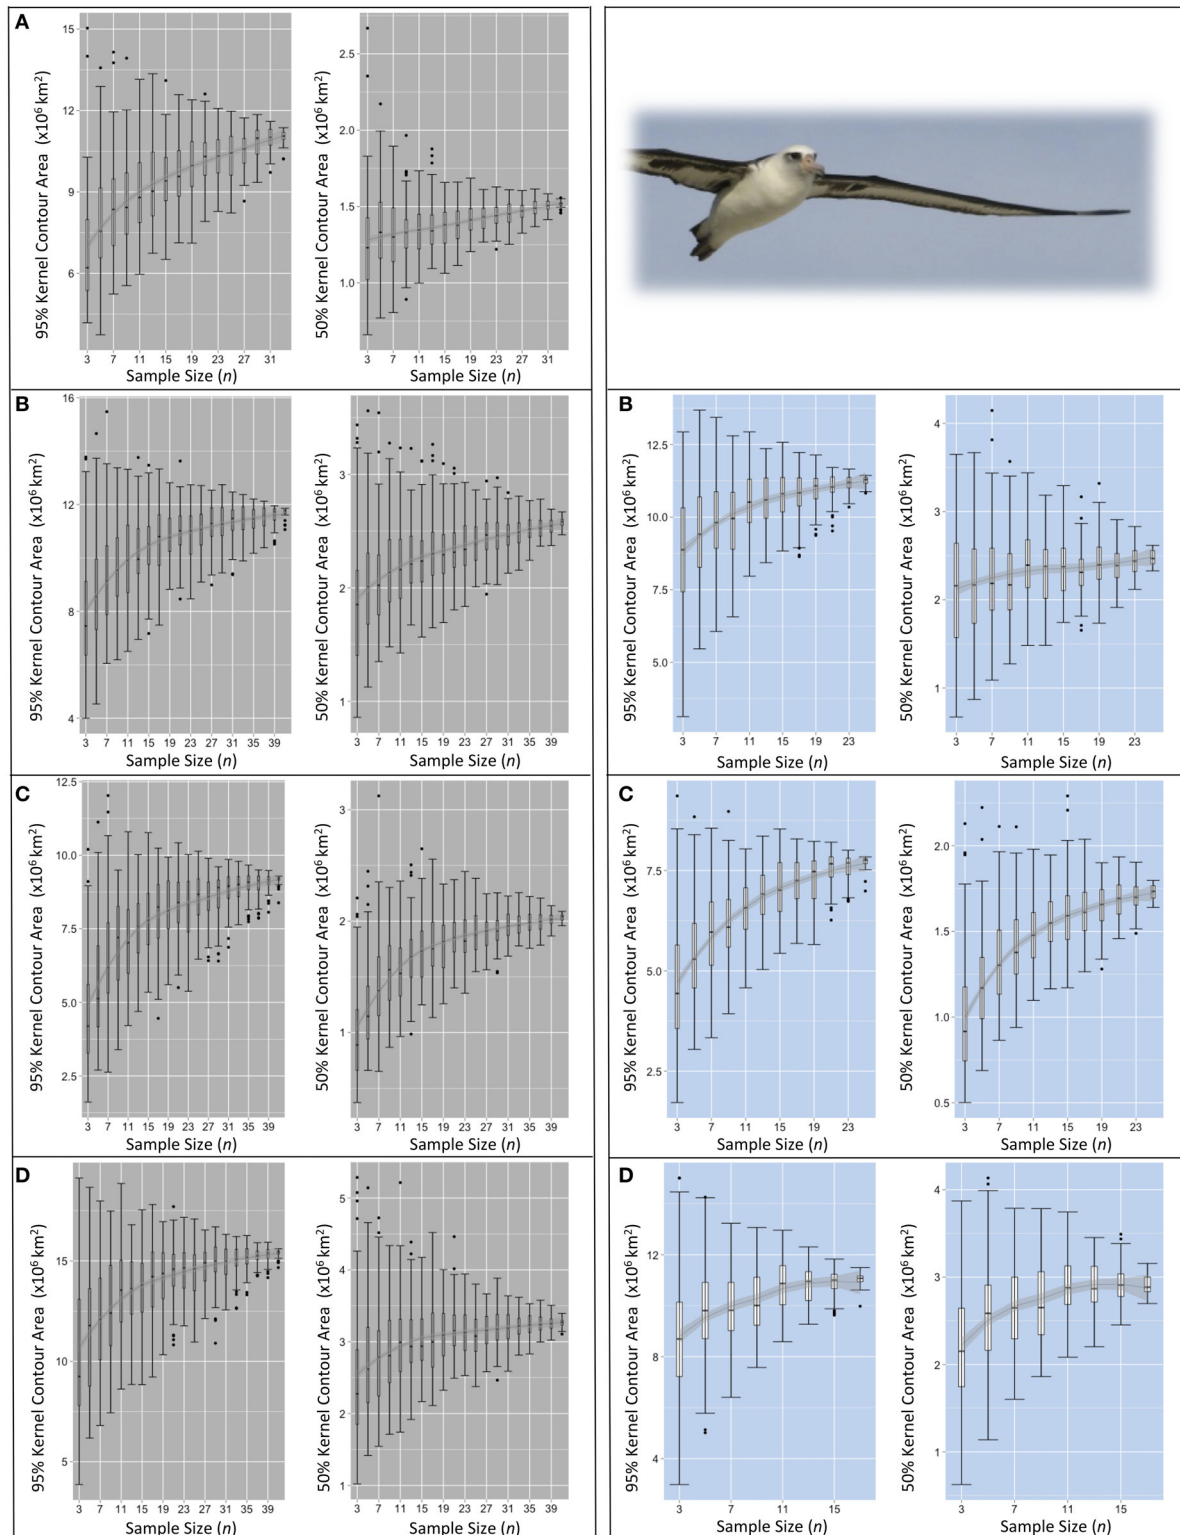 A
95% Kernel Contour Area (x10⁶ km²)
15
12
9
6
3 7 11 15 19 23 27 31
Sample Size (n)
50% Kernel Contour Area (x10⁶ km²)
2.5
2.0
1.5
1.0
3 7 11 15 19 23 27 31
Sample Size (n)
B
95% Kernel Contour Area (x10⁶ km²)
16
12
8
4
3 7 11 15 19 23 27 31 35 39
Sample Size (n)
50% Kernel Contour Area (x10⁶ km²)
3
2
1
3 7 11 15 19 23 27 31 35 39
Sample Size (n)
B
95% Kernel Contour Area (x10⁶ km²)
12.5
10.0
7.5
5.0
3 7 11 15 19 23
Sample Size (n)
50% Kernel Contour Area (x10⁶ km²)
4
3
2
1
3 7 11 15 19 23
Sample Size (n)
C
95% Kernel Contour Area (x10⁶ km²)
12.5
10.0
7.5
5.0
2.5
3 7 11 15 19 23 27 31 35 39
Sample Size (n)
50% Kernel Contour Area (x10⁶ km²)
3
2
1
3 7 11 15 19 23 27 31 35 39
Sample Size (n)
C
95% Kernel Contour Area (x10⁶ km²)
7.5
5.0
2.5
3 7 11 15 19 23
Sample Size (n)
50% Kernel Contour Area (x10⁶ km²)
2.0
1.5
1.0
0.5
3 7 11 15 19 23
Sample Size (n)
D
95% Kernel Contour Area (x10⁶ km²)
15
10
5
3 7 11 15 19 23 27 31 35 39
Sample Size (n)
50% Kernel Contour Area (x10⁶ km²)
5
4
3
2
1
3 7 11 15 19 23 27 31 35 39
Sample Size (n)
D
95% Kernel Contour Area (x10⁶ km²)
12
8
4
3 7 11 15
Sample Size (n)
50% Kernel Contour Area (x10⁶ km²)
4
3
2
1
3 7 11 15
Sample Size (n)